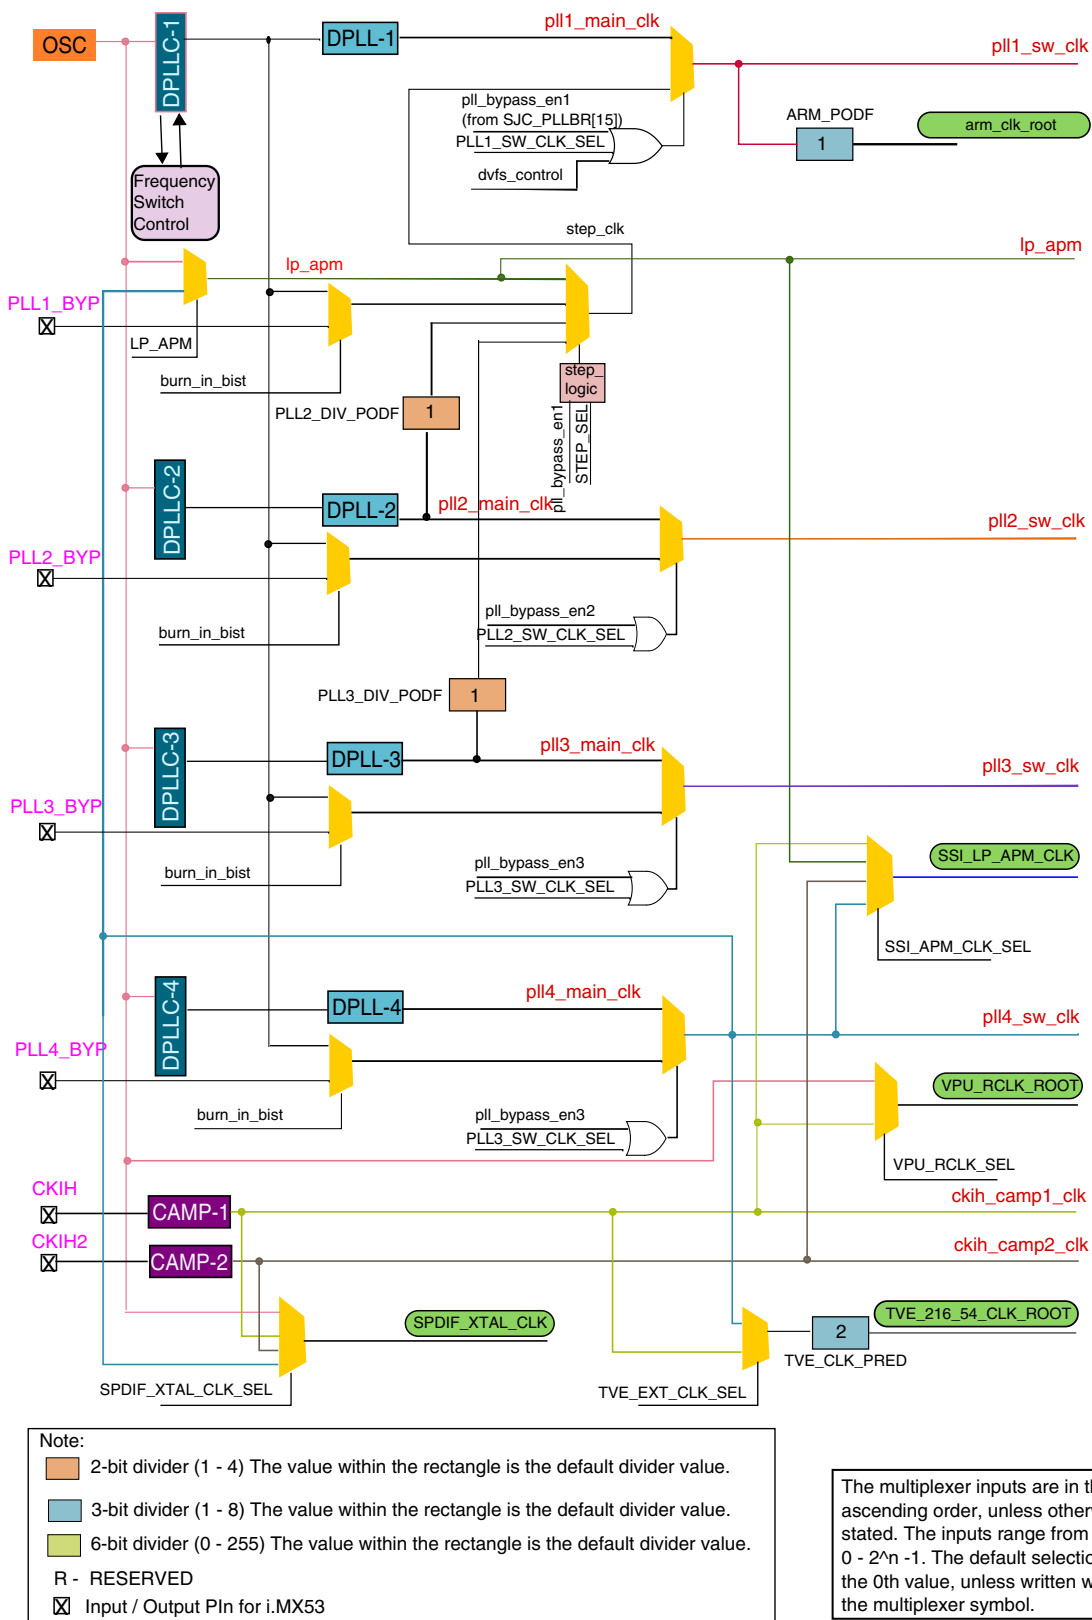 OSC
DPLLC-1
DPLL-1
pll1_main_clk
pll1_sw_clk
pll_bypass_en1
(from SJC_PLLBR[15])
PLL1_SW_CLK_SEL
dvfs_control
ARM_PODF
1
arm_clk_root
Frequency
Switch
Control
step_clk
lp_apm
lp_apm
PLL1_BYP
LP_APM
burn_in_bist
step_
logic
pll_bypass_en1
STEP_SEL
PLL2_DIV_PODF
1
DPLLC-2
DPLL-2
pll2_main_clk
pll2_sw_clk
PLL2_BYP
burn_in_bist
pll_bypass_en2
PLL2_SW_CLK_SEL
PLL3_DIV_PODF
1
DPLLC-3
DPLL-3
pll3_main_clk
pll3_sw_clk
PLL3_BYP
burn_in_bist
pll_bypass_en3
PLL3_SW_CLK_SEL
SSI_LP_APM_CLK
SSI_APM_CLK_SEL
DPLLC-4
DPLL-4
pll4_main_clk
pll4_sw_clk
PLL4_BYP
burn_in_bist
pll_bypass_en3
PLL3_SW_CLK_SEL
VPU_RCLK_ROOT
VPU_RCLK_SEL
CKIH
CAMP-1
ckih_camp1_clk
CKIH2
CAMP-2
ckih_camp2_clk
SPDIF_XTAL_CLK
SPDIF_XTAL_CLK_SEL
TVE_216_54_CLK_ROOT
2
TVE_CLK_PRED
TVE_EXT_CLK_SEL
Note:
2-bit divider (1 - 4) The value within the rectangle is the default divider value.
3-bit divider (1 - 8) The value within the rectangle is the default divider value.
6-bit divider (0 - 255) The value within the rectangle is the default divider value.
R - RESERVED
Input / Output PIn for i.MX53
The multiplexer inputs are in th
ascending order, unless other
stated. The inputs range from
0 - 2^n -1. The default selectio
the 0th value, unless written w
the multiplexer symbol.